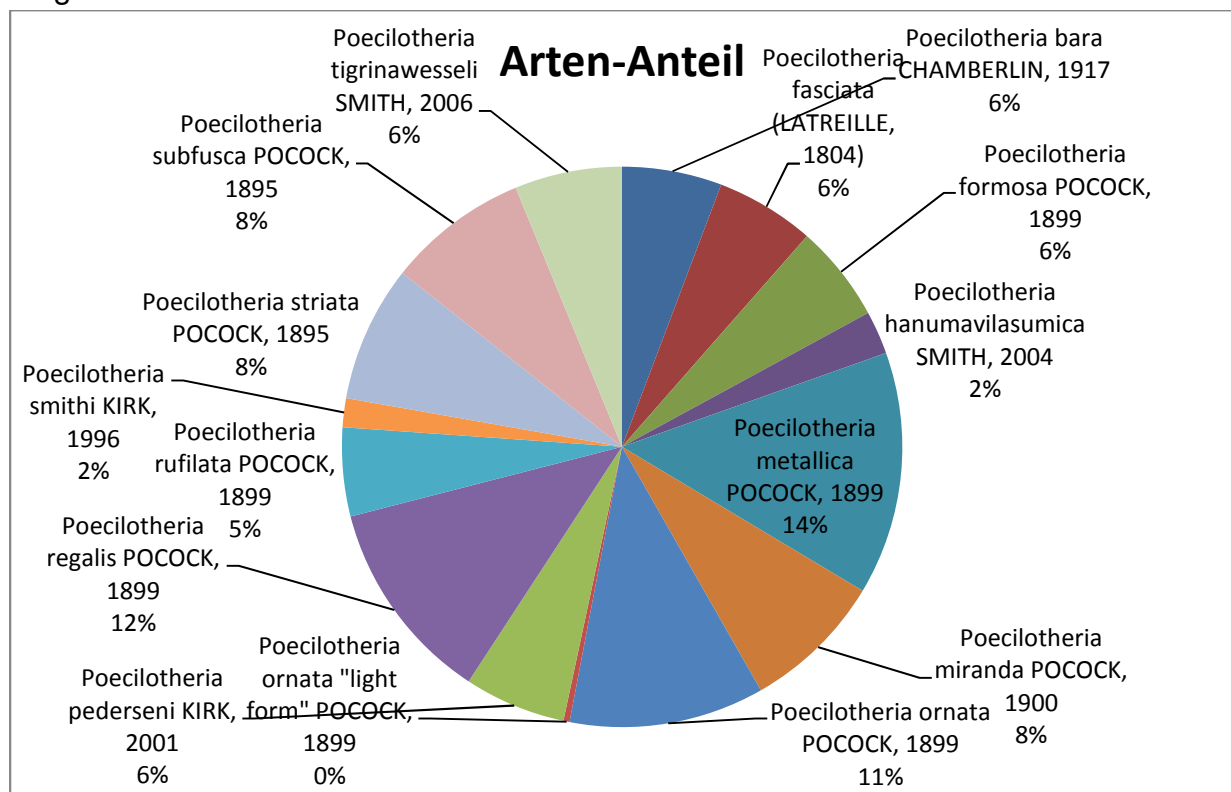 Arten-Anteil
Poecilotheria bara
CHAMBERLIN, 1917
6%
Poecilotheria
fasciata
(LATREILLE,
1804)
6%
Poecilotheria
formosa POCOCK,
1899
6%
Poecilotheria
hanumavilasumica
SMITH, 2004
2%
Poecilotheria
metallica
POCOCK, 1899
14%
Poecilotheria
miranda POCOCK,
1900
8%
Poecilotheria ornata
POCOCK, 1899
11%
Poecilotheria
ornata "light
form" POCOCK,
1899
0%
Poecilotheria
pederseni KIRK,
2001
6%
Poecilotheria
regalis POCOCK,
1899
12%
Poecilotheria
rufilata POCOCK,
1899
5%
Poecilotheria
smithi KIRK,
1996
2%
Poecilotheria striata
POCOCK, 1895
8%
Poecilotheria
subfusca POCOCK,
1895
8%
Poecilotheria
tigrinawesseli
SMITH, 2006
6%